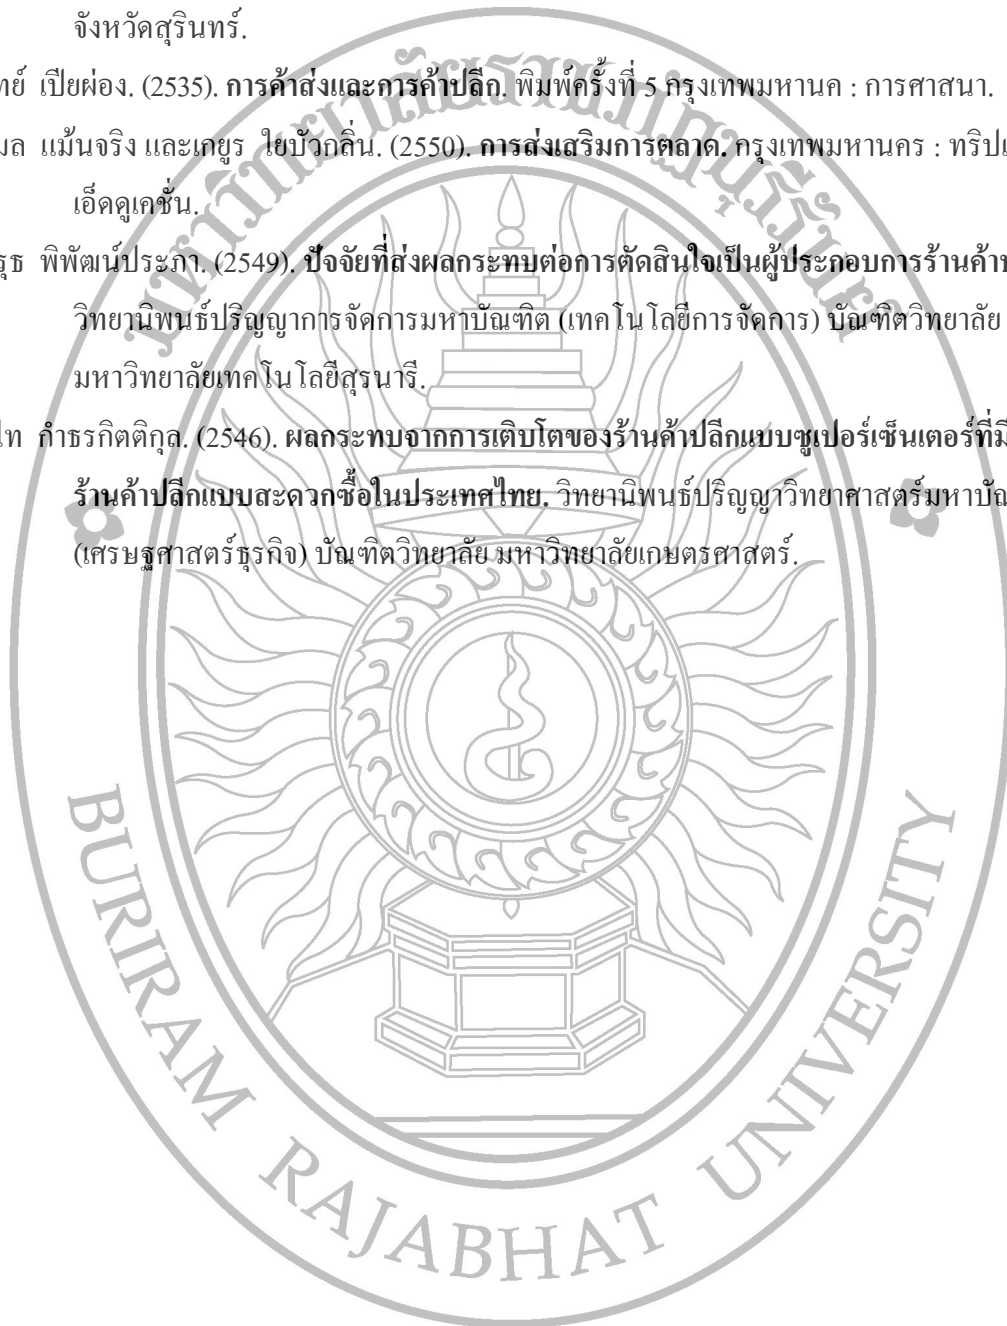 จังหวัดสุรินทร์.
ทย์ เปียผ่อง. (2535). การค้าส่งและการค้าปลีก. พิมพ์ครั้งที่ 5 กรุงเทพมหานค : การศาสนา.
มล แม้นจริง และเกยูร ใยบัวกลิ่น. (2550). การส่งเสริมการตลาด. กรุงเทพมหานคร : ทริปเ
เอ็ดดูเคชั่น.
รุธ พิพัฒน์ประภา. (2549). ปัจจัยที่ส่งผลกระทบต่อการตัดสินใจเป็นผู้ประกอบการร้านค้า
วิทยานิพนธ์ปริญญาการจัดการมหาบัณฑิต (เทคโนโลยีการจัดการ) บัณฑิตวิทยาลัย
มหาวิทยาลัยเทคโนโลยีสุรนารี.
ไท กำธรกิตติกุล. (2546). ผลกระทบจากการเติบโตของร้านค้าปลีกแบบซูเปอร์เซ็นเตอร์ที่มี
ร้านค้าปลีกแบบสะดวกซื้อในประเทศไทย. วิทยานิพนธ์ปริญญาวิทยาศาสตร์มหาบัณ
(เศรษฐศาสตร์ธุรกิจ) บัณฑิตวิทยาลัย มหาวิทยาลัยเกษตรศาสตร์.
มหาวิทยาลัยราชภัฏบุรีรัมย์
BURIRAM RAJABHAT UNIVERSITY